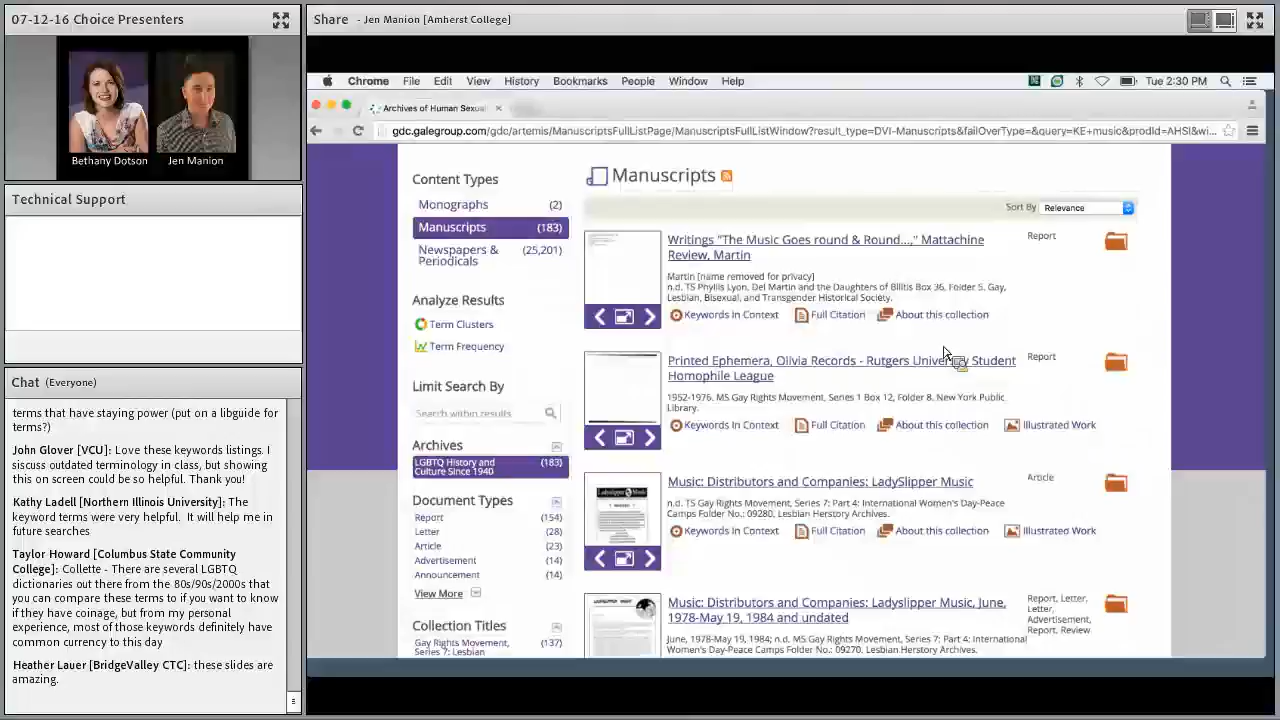 07-12-16 Choice Presenters
Bethany Dotson
Jen Manion
Technical Support
Chat (Everyone)
terms that have staying power (put on a libguide for
terms?)
John Glover [VCU]: Love these keywords listings. I
siscuss outdated terminology in class, but showing
this on screen could be so helpful. Thank you!
Kathy Ladell [Northern Illinois University]: The
keyword terms were very helpful. It will help me in
future searches.
Taylor Howard [Columbus State Community
College]: Collette - There are several LGBTQ
dictionaries out there from the 80s/90s/2000s that
you can compare these terms to if you want to know
if they have coinage, but from my personal
experience, most of those keywords definitely have
common currency to this day
Heather Lauer [BridgeValley CTC]: these slides are
amazing.
Share - Jen Manion [Amherst College]
Chrome File Edit View History Bookmarks People Window Help
Tue 2:30 PM
Archives of Human Sexua
gdc.galegroup.com/gdc/artemis/ManuscriptsFullListPage/ManuscriptsFullListWindow?result_type=DVI-Manuscripts&failOverType=&query=KE+music&prodId=AHSI&wi...
Content Types
Monographs (2)
Manuscripts (183)
Newspapers & (25,201)
Periodicals
Analyze Results
Term Clusters
Term Frequency
Limit Search By
Search within results
Archives
LGBTQ History and (183)
Culture Since 1940
Document Types
Report (154)
Letter (28)
Article (23)
Advertisement (14)
Announcement (14)
View More
Collection Titles
Gay Rights Movement, (137)
Series 7: Lesbian
Manuscripts
Sort By Relevance
Writings "The Music Goes round & Round...," Mattachine
Review, Martin
Report
Martin [name removed for privacy]
n.d. TS Phyllis Lyon, Del Martin and the Daughters of Bilitis Box 36, Folder 5. Gay,
Lesbian, Bisexual, and Transgender Historical Society.
Keywords in Context Full Citation About this collection
Printed Ephemera, Olivia Records - Rutgers University Student
Homophile League
Report
1952-1976. MS Gay Rights Movement, Series 1 Box 12, Folder 8. New York Public
Library.
Keywords in Context Full Citation About this collection Illustrated Work
Music: Distributors and Companies: LadySlipper Music
Article
n.d. TS Gay Rights Movement, Series 7: Part 4: International Women's Day-Peace
Camps Folder No.: 09280. Lesbian Herstory Archives.
Keywords in Context Full Citation About this collection Illustrated Work
Music: Distributors and Companies: Ladyslipper Music, June,
1978-May 19, 1984 and undated
Report, Letter,
Letter,
Advertisement,
Report, Review
June, 1978-May 19, 1984; n.d. MS Gay Rights Movement, Series 7: Part 4: International
Women's Day-Peace Camps Folder No.: 09270. Lesbian Herstory Archives.